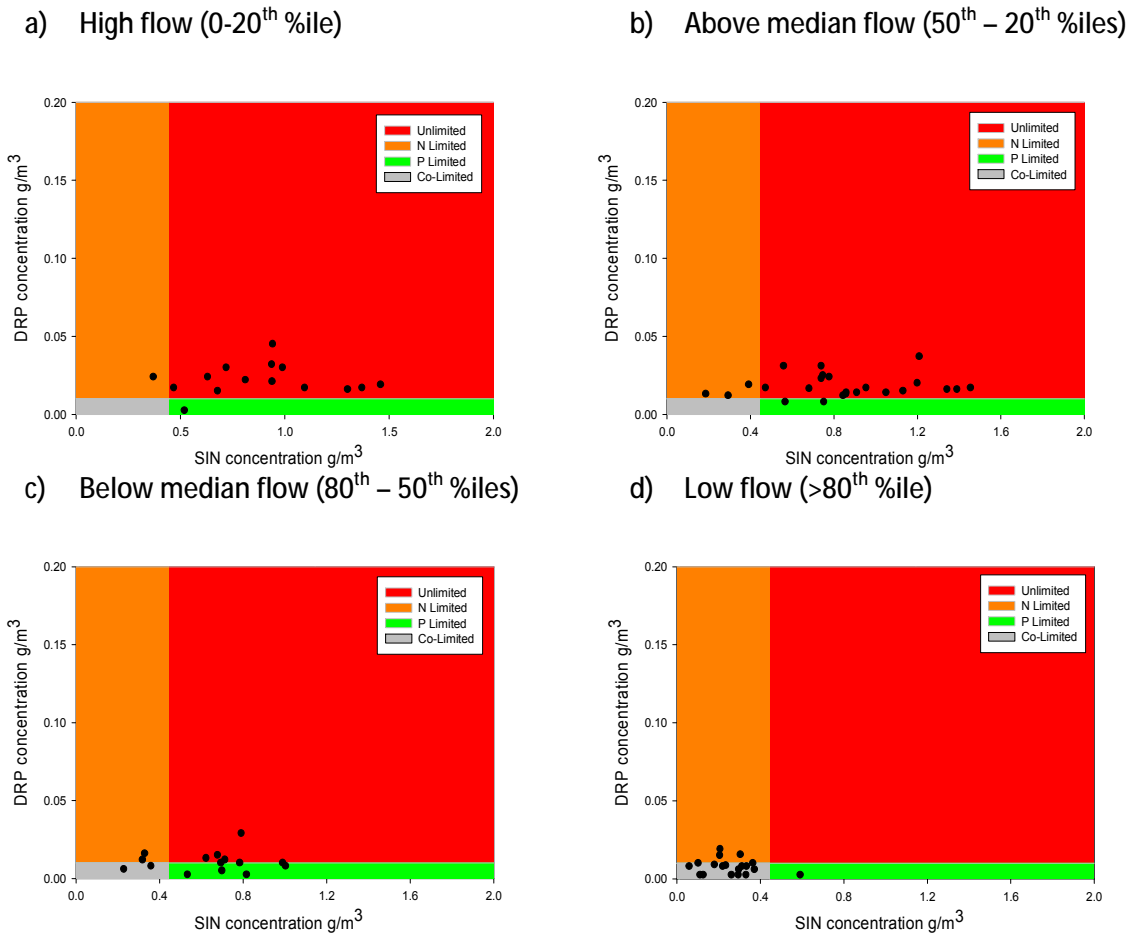 a) High flow (0-20th %ile)
0.20
0.15
0.10
0.05
0.00
DRP concentration g/m3
0.0 0.5 1.0 1.5 2.0
SIN concentration g/m3
Unlimited
N Limited
P Limited
Co-Limited
b) Above median flow (50th – 20th %iles)
0.20
0.15
0.10
0.05
0.00
DRP concentration g/m3
0.0 0.4 0.8 1.2 1.6 2.0
SIN concentration g/m3
Unlimited
N Limited
P Limited
Co-Limited
c) Below median flow (80th – 50th %iles)
0.20
0.15
0.10
0.05
0.00
DRP concentration g/m3
0.0 0.4 0.8 1.2 1.6 2.0
SIN concentration g/m3
Unlimited
N Limited
P Limited
Co-Limited
d) Low flow (>80th %ile)
0.20
0.15
0.10
0.05
0.00
DRP concentration g/m3
0.0 0.4 0.8 1.2 1.6 2.0
SIN concentration g/m3
Unlimited
N Limited
P Limited
Co-Limited